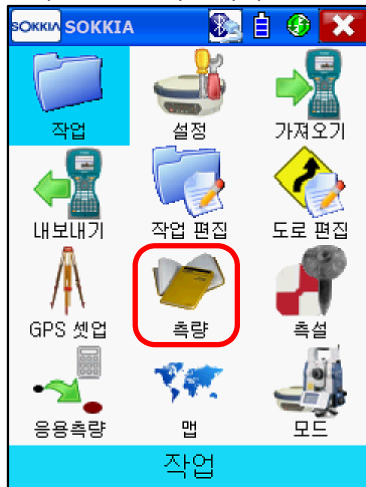 SOKKIA SOKKIA
작업 설정 가져오기
내보내기 작업 편집 도로 편집
GPS 셋업 측량 측설
응용측량 맵 모드
작업